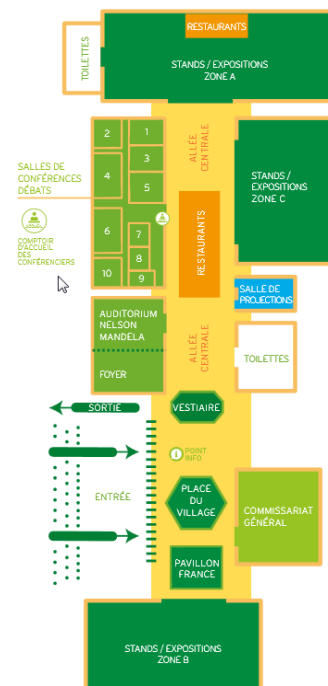 RESTAURANTS
TOILETTES
STANDS / EXPOSITIONS
ZONE A
2
1
3
4
5
6
7
8
9
10
ALLÉE
CENTRALE
STANDS /
EXPOSITIONS
ZONE C
SALLES DE
CONFÉRENCES
DÉBATS
COMPTOIR
D'ACCUEIL
DES
CONFÉRENCIERS
RESTAURANTS
SALLE DE
PROJECTIONS
AUDITORIUM
NELSON
MANDELA
FOYER
ALLÉE
CENTRALE
TOILETTES
SORTIE
VESTIAIRE
POINT
INFO
ENTRÉE
PLACE
DU
VILLAGE
COMMISSARIAT
GÉNÉRAL
PAVILLON
FRANCE
STANDS / EXPOSITIONS
ZONE B